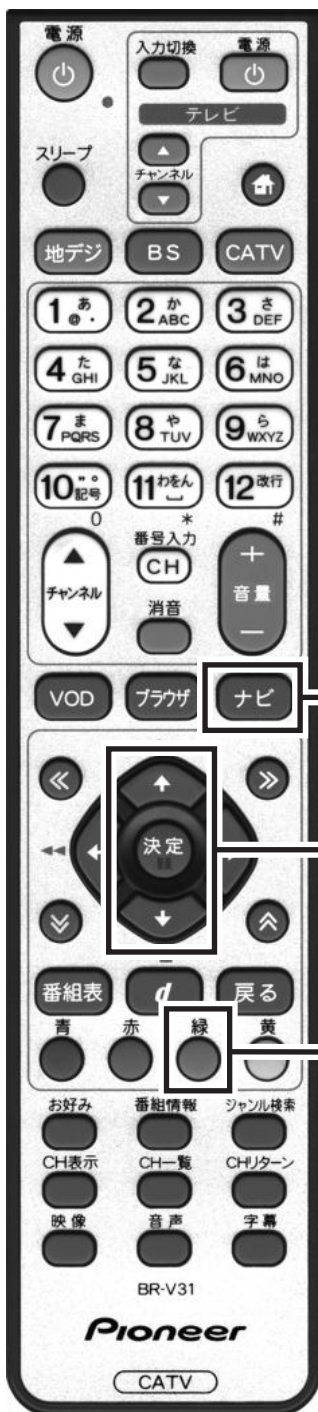 電源
入力切換 電源
テレビ
スリープ
チャンネル
地デジ BS CATV
1 あ @. 2 か ABC 3 さ DEF
4 た GHI 5 な JKL 6 は MNO
7 ま PQRS 8 や TUV 9 ら WXYZ
10 ゛゜ 記号 11 わをん 12 改行
0 * #
番号入力
CH
チャンネル
音量
消音
VOD ブラウザ ナビ
決定
番組表 d 戻る
青 赤 緑 黄
お好み 番組情報 ジャンル検索
CH表示 CH一覧 CHリターン
映像 音声 字幕
BR-V31
Pioneer
CATV